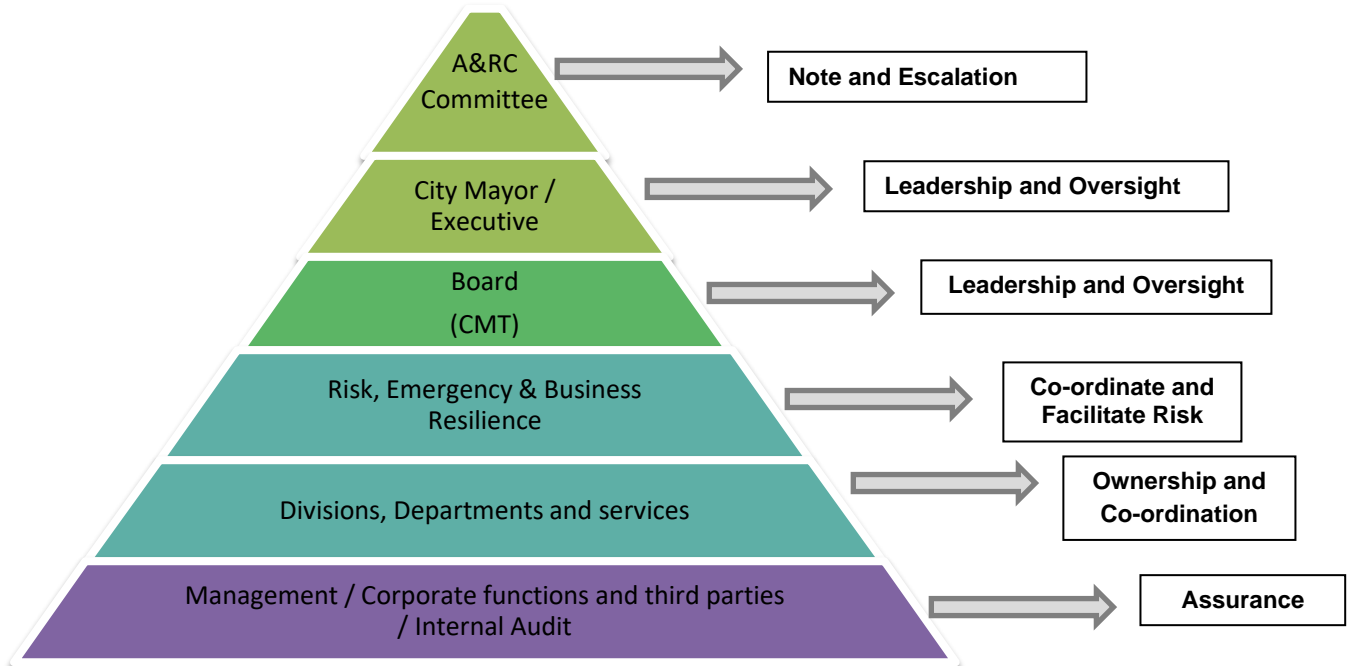 A&RC
Committee
Note and Escalation
City Mayor /
Executive
Leadership and Oversight
Board
(CMT)
Leadership and Oversight
Risk, Emergency & Business
Resilience
Co-ordinate and
Facilitate Risk
Divisions, Departments and services
Ownership and
Co-ordination
Management / Corporate functions and third parties
/ Internal Audit
Assurance